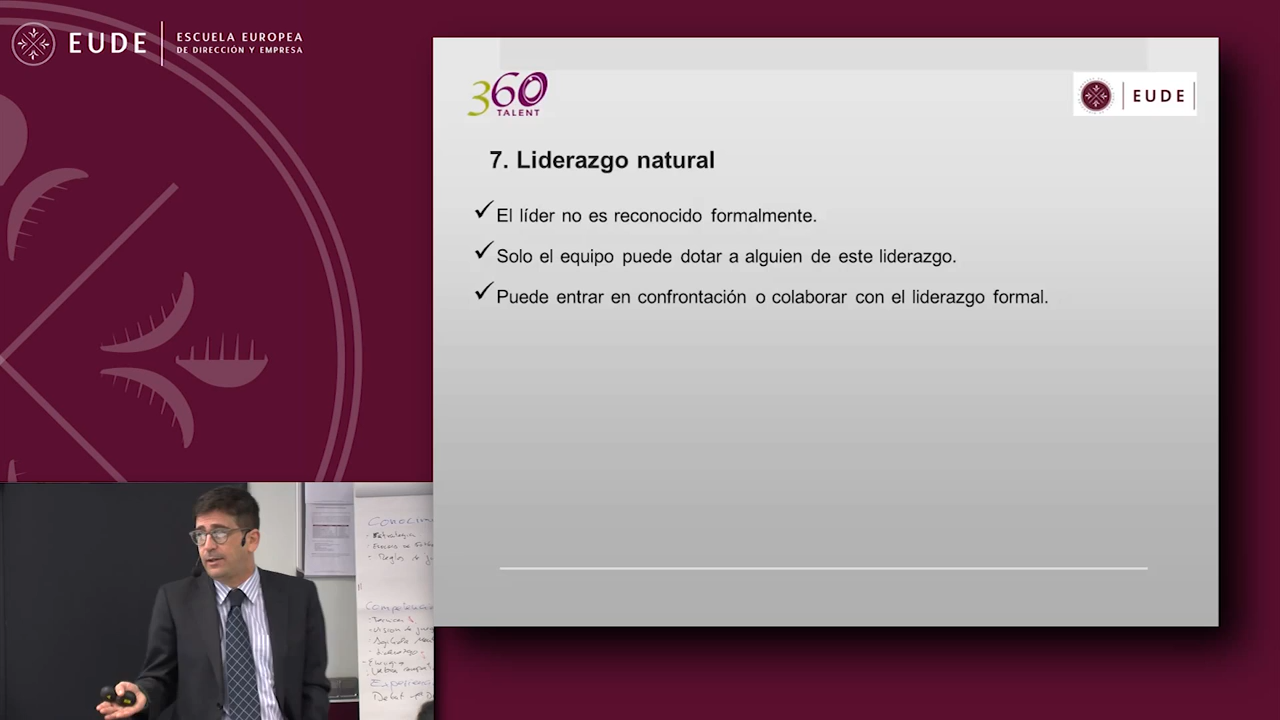 EUDE
ESCUELA EUROPEA
DE DIRECCIÓN Y EMPRESA
360
TALENT
EUDE
7. Liderazgo natural
✓El líder no es reconocido formalmente.
✓Solo el equipo puede dotar a alguien de este liderazgo.
✓Puede entrar en confrontación o colaborar con el liderazgo formal.
Conocim